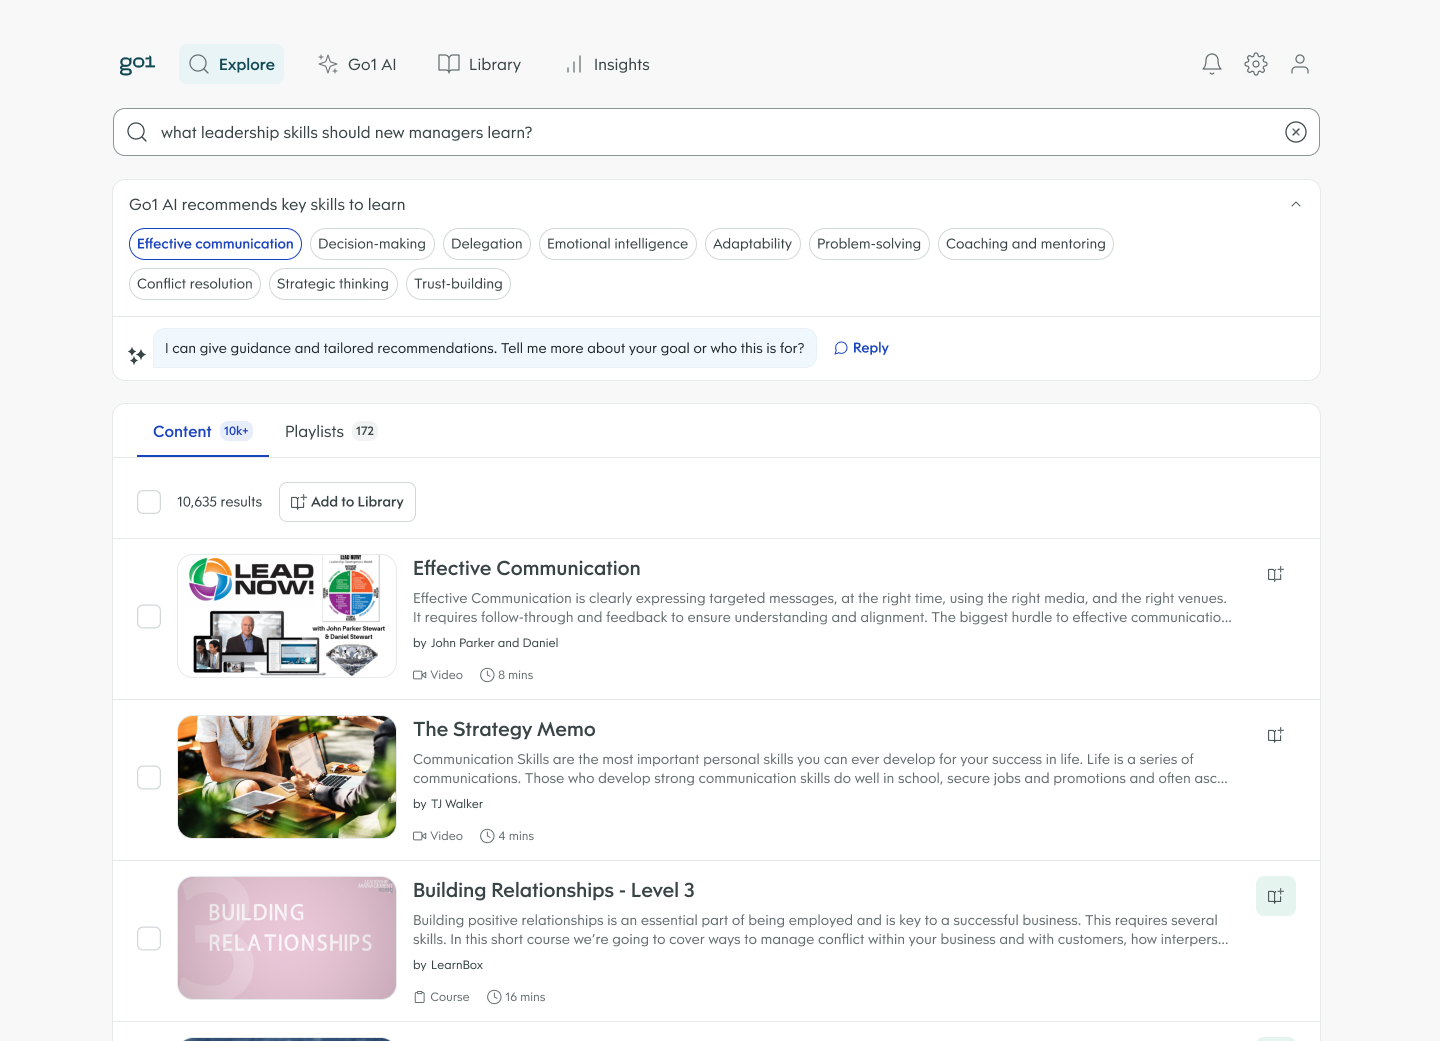 go1
Explore
Go1 AI
Library
Insights
what leadership skills should new managers learn?
Go1 AI recommends key skills to learn
Effective communication
Decision-making
Delegation
Emotional intelligence
Adaptability
Problem-solving
Coaching and mentoring
Conflict resolution
Strategic thinking
Trust-building
I can give guidance and tailored recommendations. Tell me more about your goal or who this is for?
Reply
Content 10k+
Playlists 172
10,635 results
Add to Library
LEAD
NOW!
LEAD NOW!
with John Parker Stewart
& Daniel Stewart
Effective Communication
Effective Communication is clearly expressing targeted messages, at the right time, using the right media, and the right venues.
It requires follow-through and feedback to ensure understanding and alignment. The biggest hurdle to effective communicatio...
by John Parker and Daniel
Video
8 mins
The Strategy Memo
Communication Skills are the most important personal skills you can ever develop for your success in life. Life is a series of
communications. Those who develop strong communication skills do well in school, secure jobs and promotions and often asc...
by TJ Walker
Video
4 mins
3
BUILDING
RELATIONSHIPS
Building Relationships - Level 3
Building positive relationships is an essential part of being employed and is key to a successful business. This requires several
skills. In this short course we're going to cover ways to manage conflict within your business and with customers, how interpers...
by LearnBox
Course
16 mins